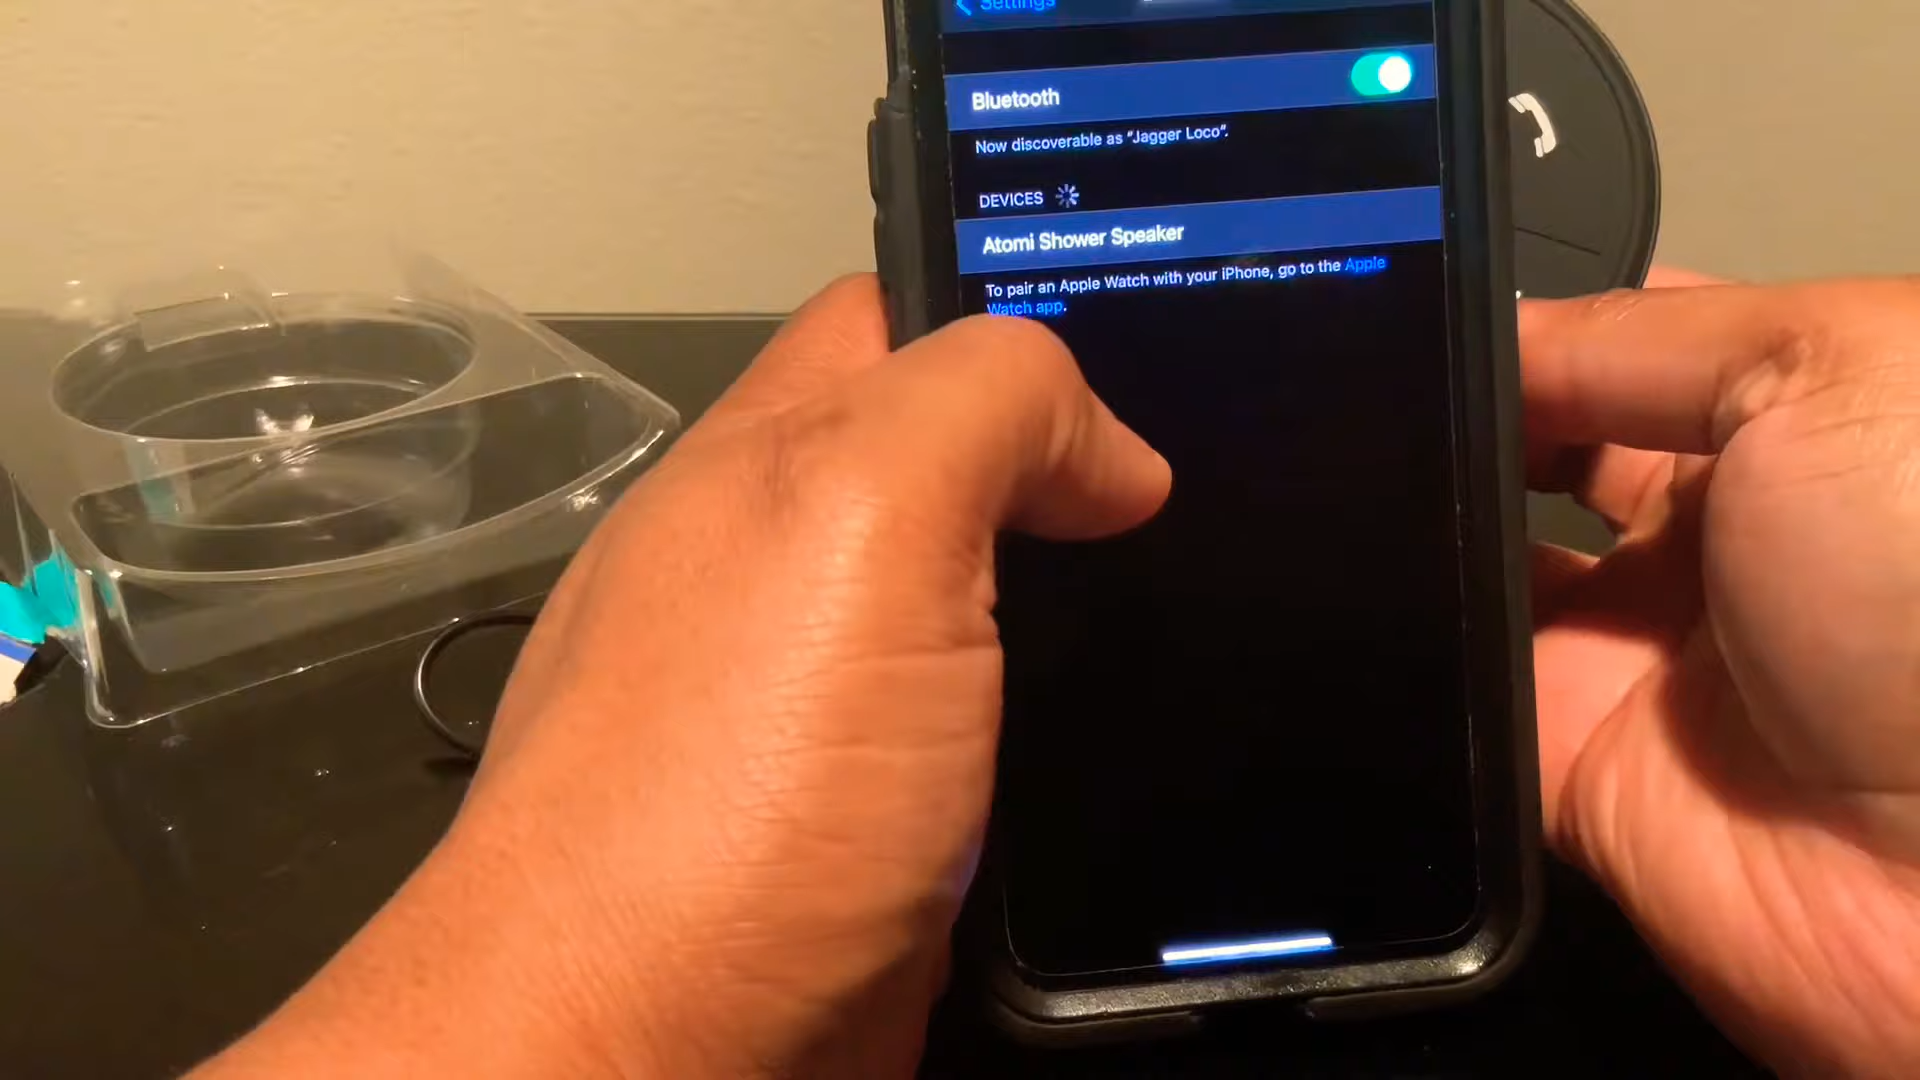 Settings
Bluetooth
Now discoverable as “Jagger Loco”.
DEVICES
Atomi Shower Speaker
To pair an Apple Watch with your iPhone, go to the Apple
Watch app.